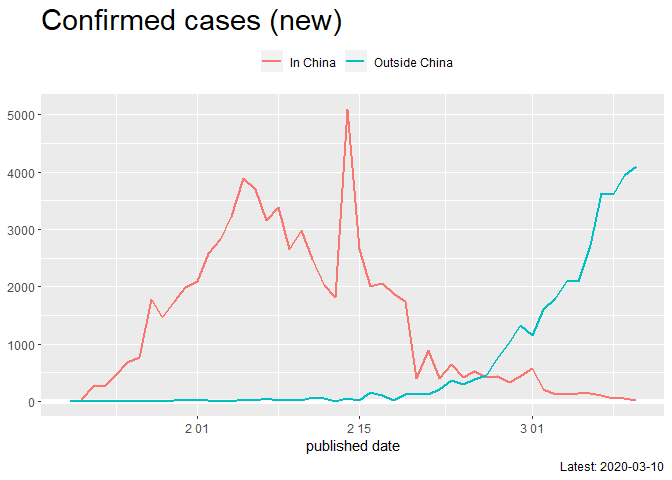 Confirmed cases (new)
In China Outside China
5000
4000
3000
2000
1000
0
2 01 2 15 3 01
published date
Latest: 2020-03-10